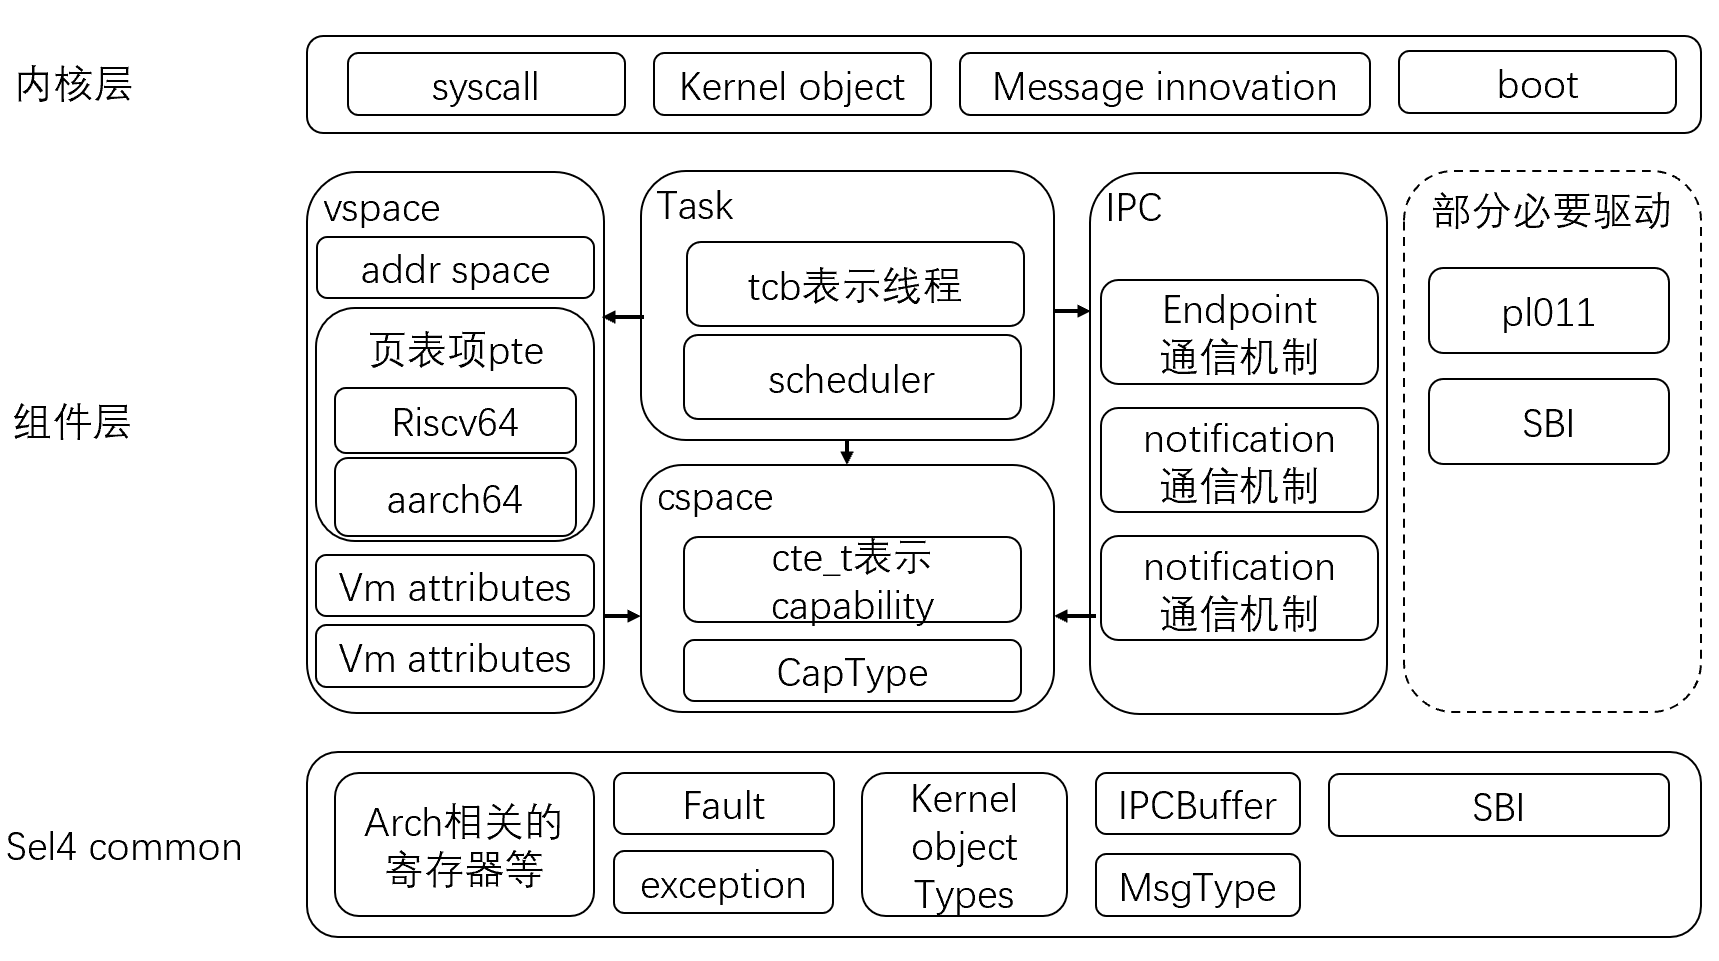 内核层
syscall
Kernel object
Message innovation
boot
组件层
vspace
addr space
页表项pte
Riscv64
aarch64
Vm attributes
Vm attributes
Task
tcb表示线程
scheduler
cspace
cte_t表示
capability
CapType
IPC
Endpoint
通信机制
notification
通信机制
notification
通信机制
部分必要驱动
pl011
SBI
Sel4 common
Arch相关的
寄存器等
Fault
exception
Kernel
object
Types
IPCBuffer
MsgType
SBI